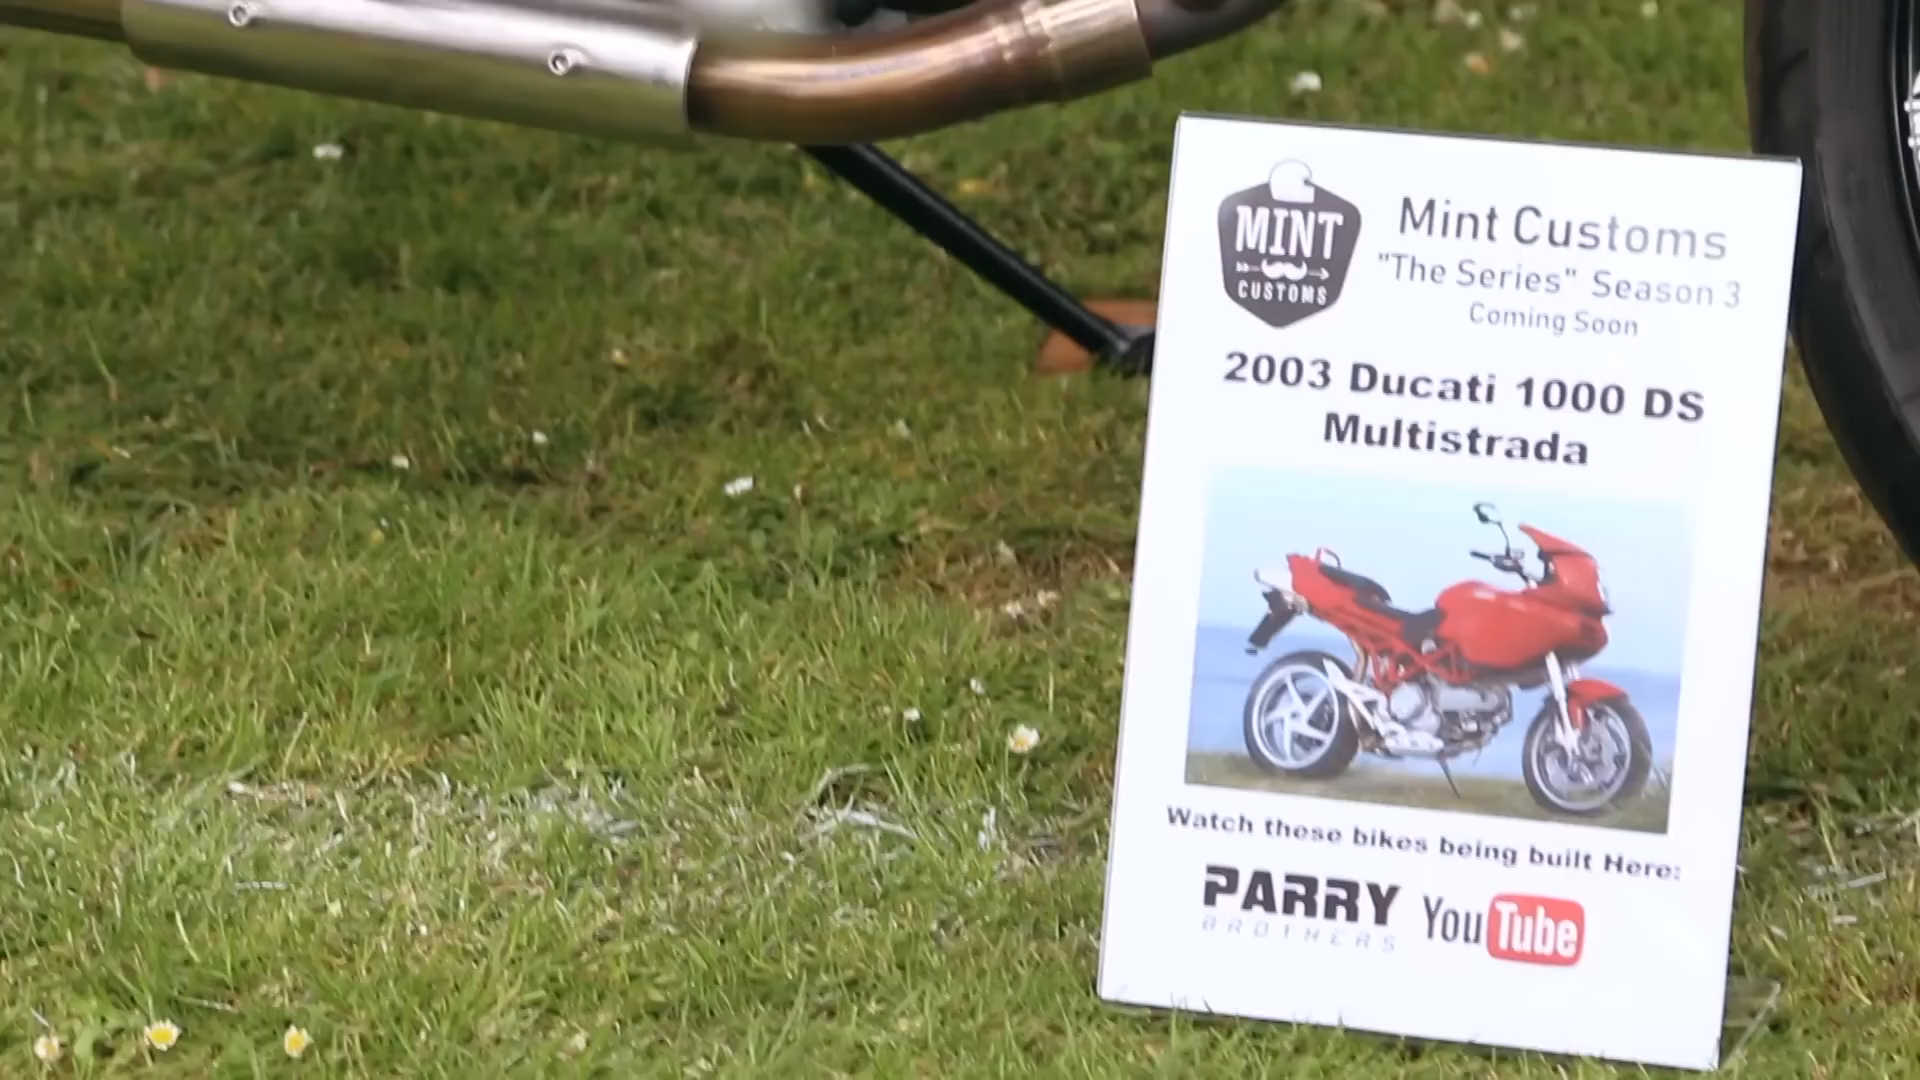 MINT
CUSTOMS
Mint Customs
"The Series" Season 3
Coming Soon
2003 Ducati 1000 DS
Multistrada
Watch these bikes being built Here:
PARRY
BROTHERS
YouTube